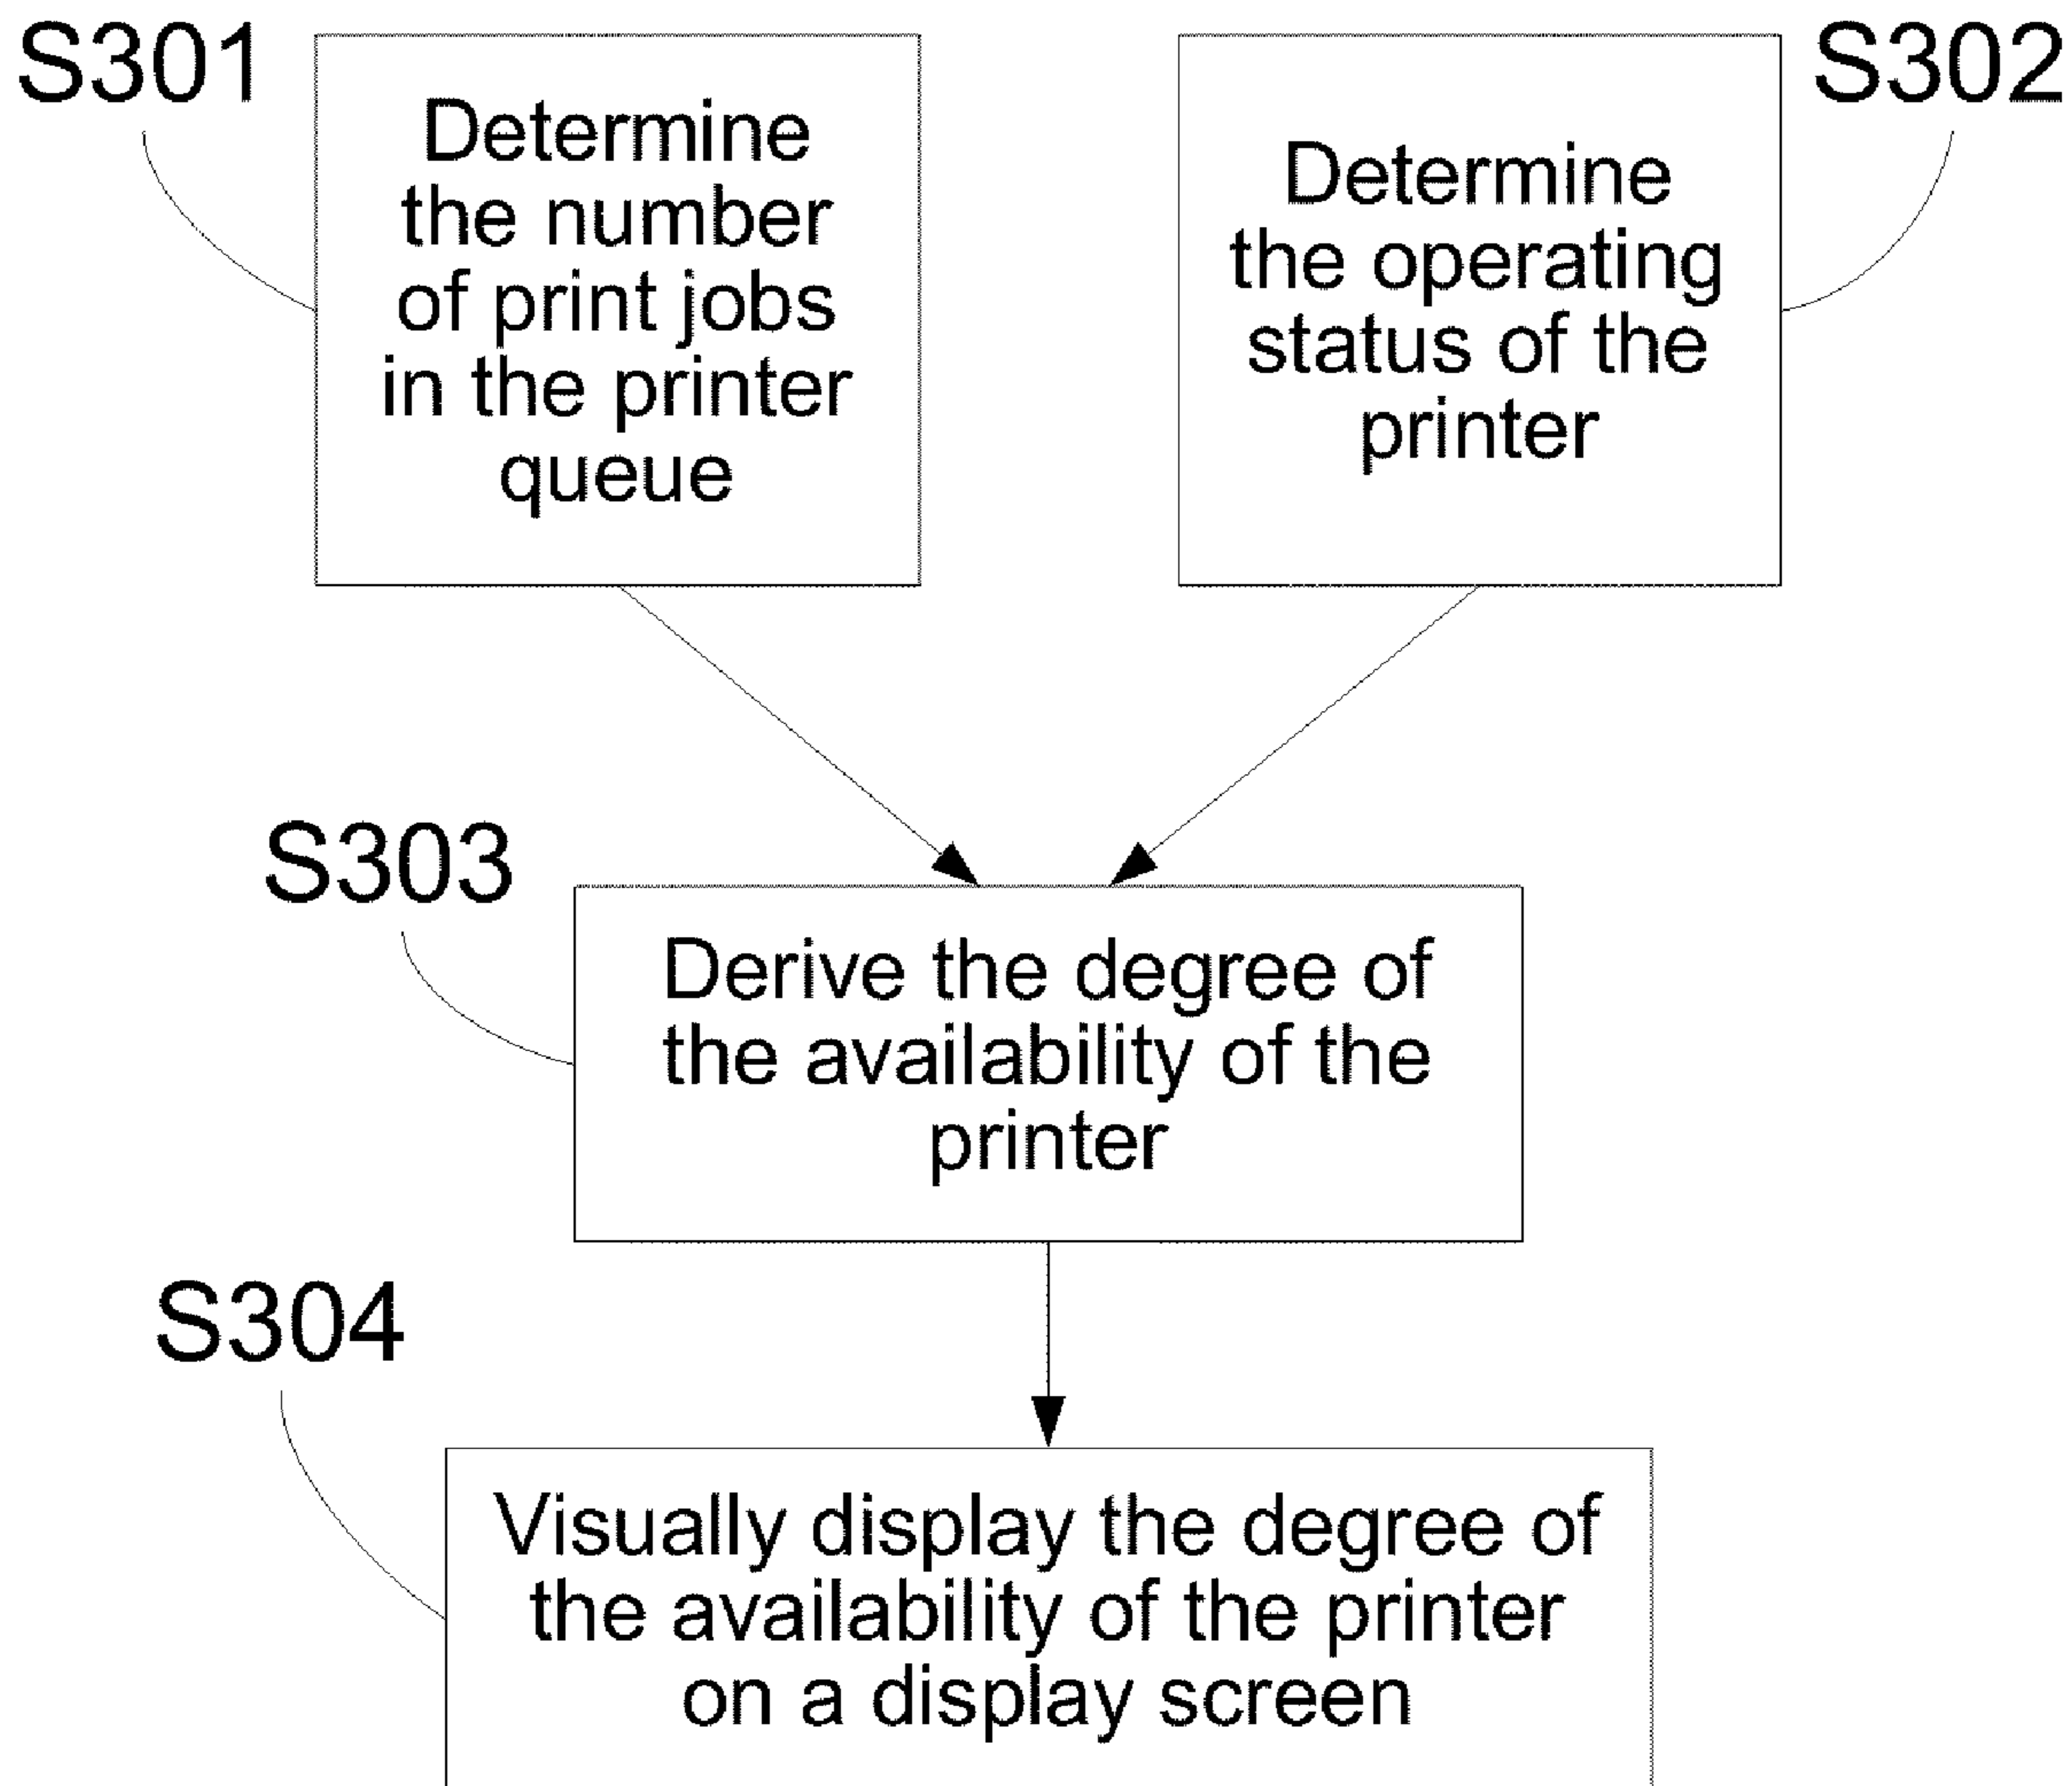 S301
Determine
the number
of print jobs
in the printer
queue
S302
Determine
the operating
status of the
printer
S303
Derive the degree of
the availability of the
printer
S304
Visually display the degree of
the availability of the printer
on a display screen